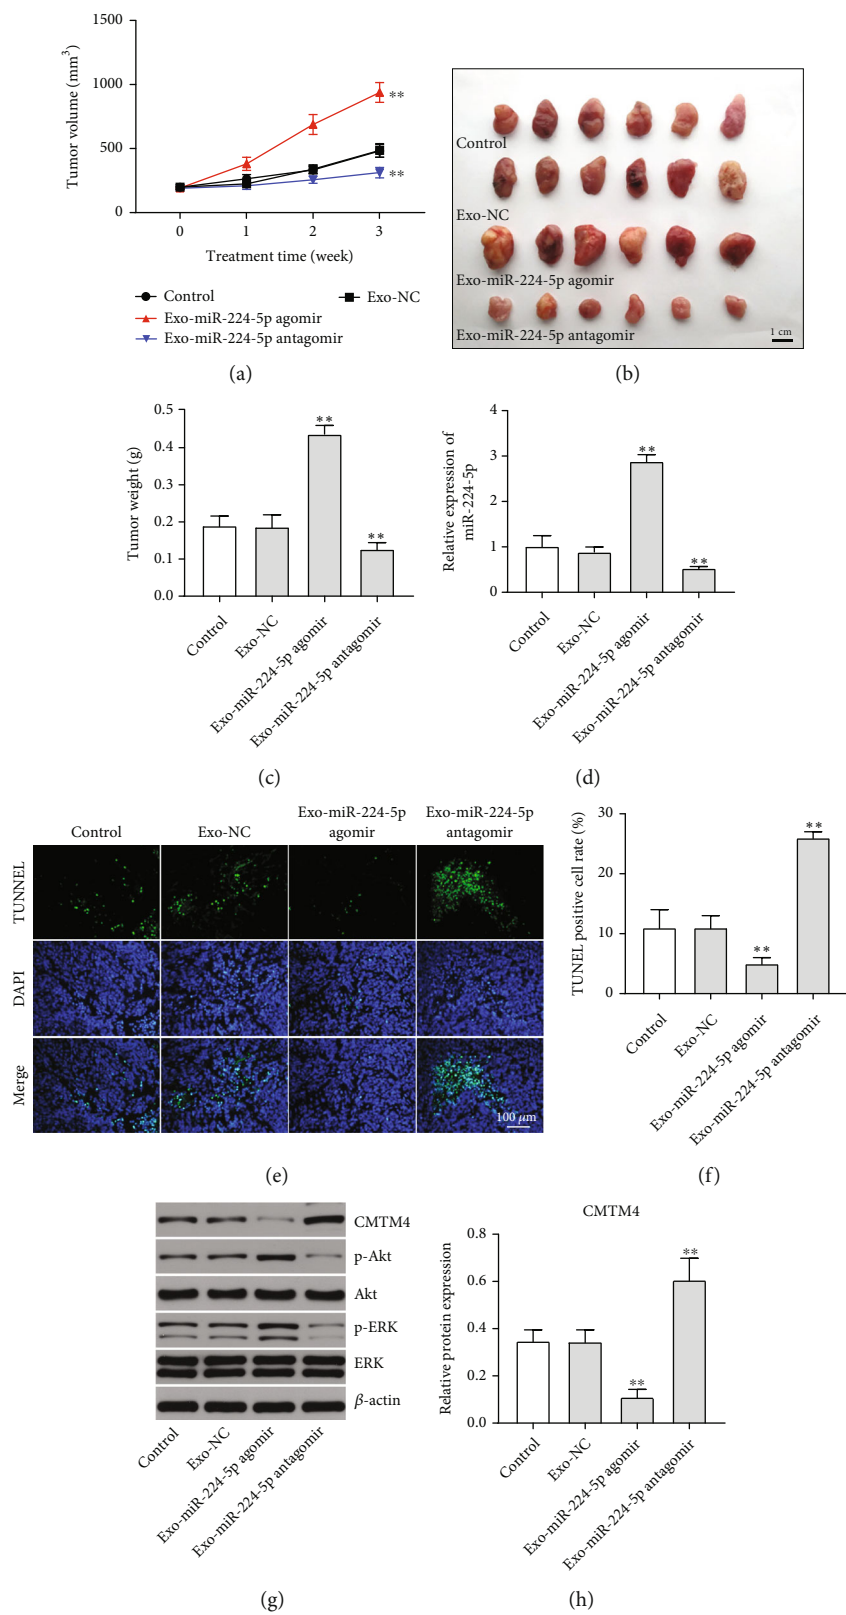 1500
1000
500
0
Tumor volume (mm³)
**
**
0 1 2 3
Treatment time (week)
Control
Exo-NC
Exo-miR-224-5p agomir
Exo-miR-224-5p antagomir
(a)
Control
Exo-NC
Exo-miR-224-5p agomir
Exo-miR-224-5p antagomir
1 cm
(b)
0.5
0.4
0.3
0.2
0.1
0.0
Tumor weight (g)
**
**
Control
Exo-NC
Exo-miR-224-5p agomir
Exo-miR-224-5p antagomir
(c)
4
3
2
1
0
Relative expression of
miR-224-5p
**
**
Control
Exo-NC
Exo-miR-224-5p agomir
Exo-miR-224-5p antagomir
(d)
Control
Exo-NC
Exo-miR-224-5p
agomir
Exo-miR-224-5p
antagomir
TUNNEL
DAPI
Merge
100 μm
(e)
30
20
10
0
TUNEL positive cell rate (%)
**
**
Control
Exo-NC
Exo-miR-224-5p agomir
Exo-miR-224-5p antagomir
(f)
CMTM4
p-Akt
Akt
p-ERK
ERK
β-actin
Control
Exo-NC
Exo-miR-224-5p agomir
Exo-miR-224-5p antagomir
(g)
CMTM4
0.8
0.6
0.4
0.2
0.0
Relative protein expression
**
**
Control
Exo-NC
Exo-miR-224-5p agomir
Exo-miR-224-5p antagomir
(h)